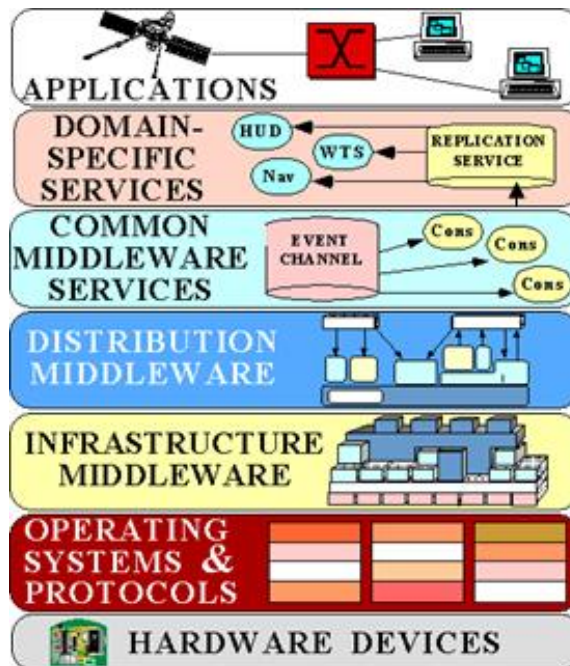 APPLICATIONS
DOMAIN-
SPECIFIC
SERVICES
HUD
WTS
Nav
REPLICATION
SERVICE
COMMON
MIDDLEWARE
SERVICES
EVENT
CHANNEL
Cons
Cons
Cons
DISTRIBUTION
MIDDLEWARE
INFRASTRUCTURE
MIDDLEWARE
OPERATING
SYSTEMS &
PROTOCOLS
HARDWARE DEVICES